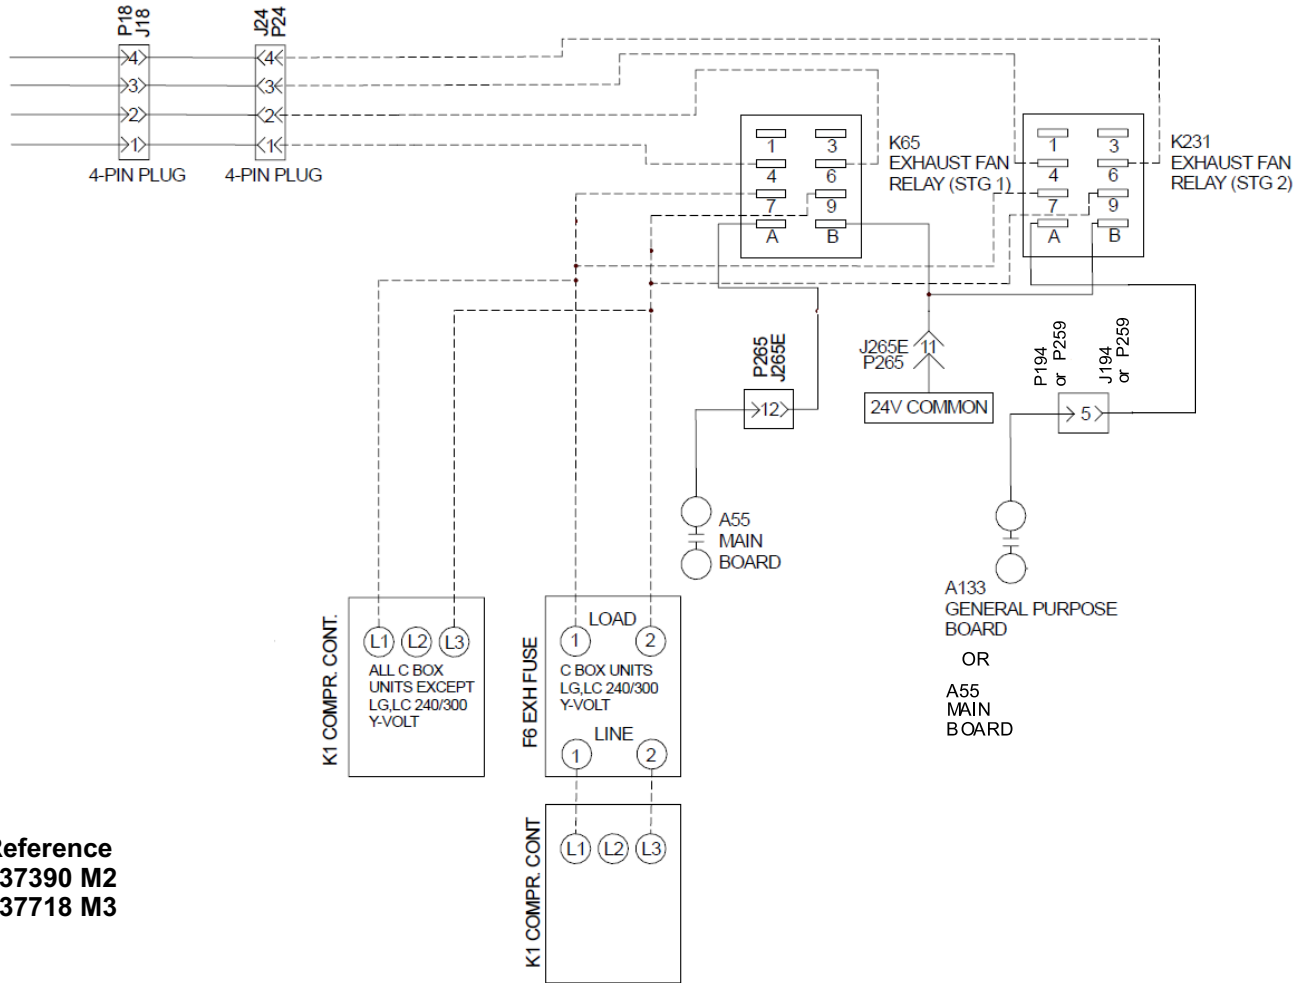 P18
J18
J24
P24
4
3
2
1
4
3
2
1
4-PIN PLUG
4-PIN PLUG
1
3
4
6
7
9
A
B
K65
EXHAUST FAN
RELAY (STG 1)
1
3
4
6
7
9
A
B
K231
EXHAUST FAN
RELAY (STG 2)
P265
J265E
12
J265E
P265
11
24V COMMON
P194
or P259
J194
or P259
5
A55
MAIN
BOARD
A133
GENERAL PURPOSE
BOARD
OR
A55
MAIN
BOARD
K1 COMPR. CONT.
L1 L2 L3
ALL C BOX
UNITS EXCEPT
LG,LC 240/300
Y-VOLT
F6 EXH FUSE
LOAD
1
2
C BOX UNITS
LG,LC 240/300
Y-VOLT
LINE
1
2
K1 COMPR. CONT
L1 L2 L3
37390 M2
37718 M3